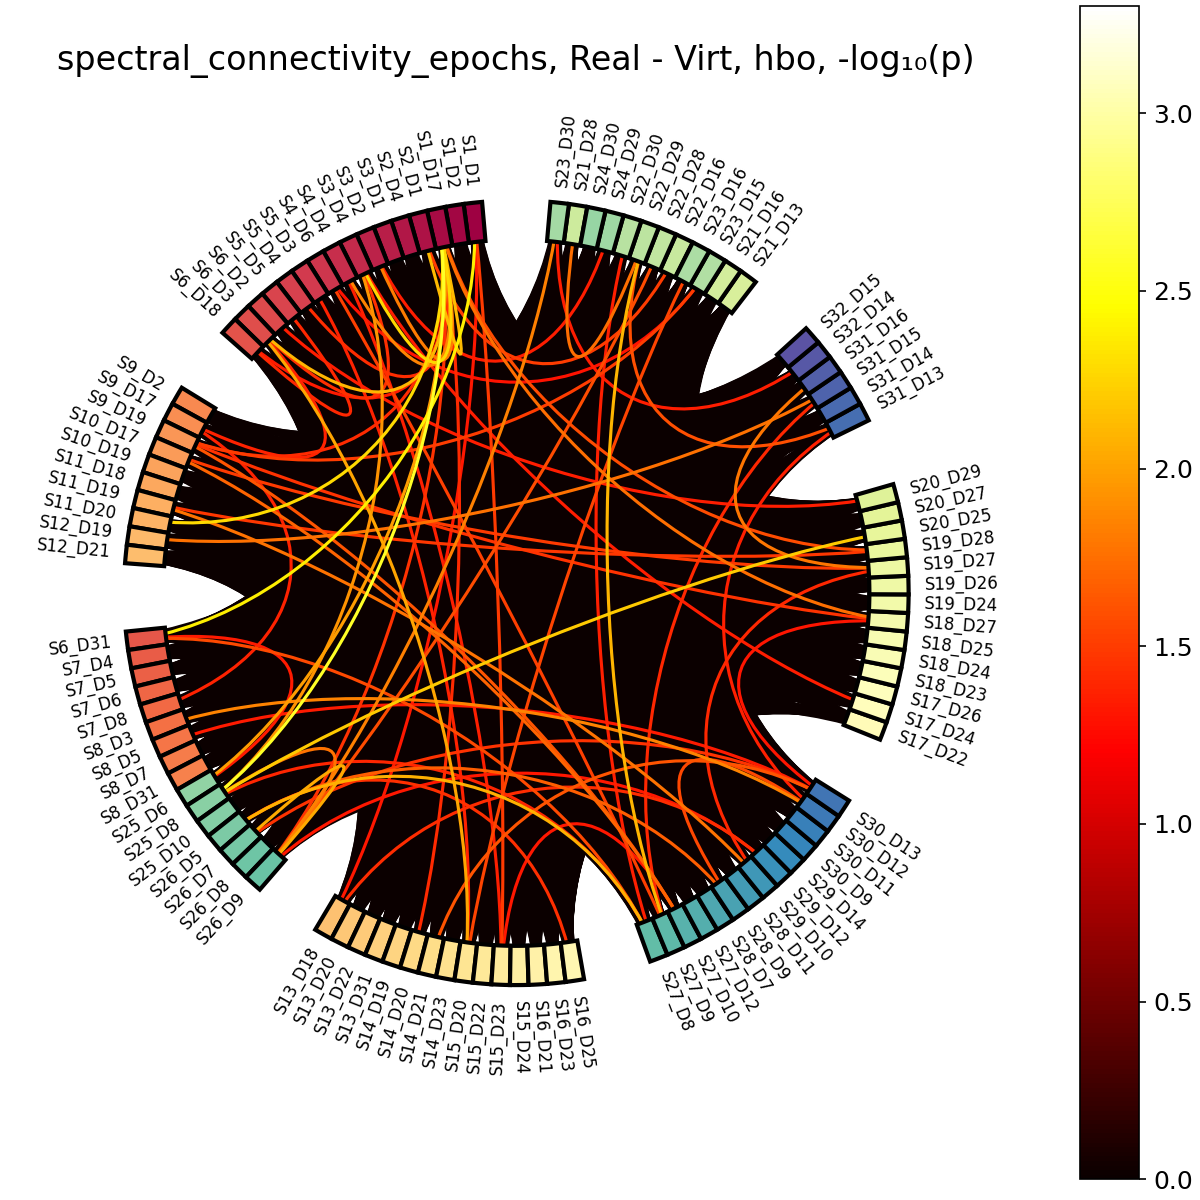 spectral_connectivity_epochs, Real - Virt, hbo, -log₁₀(p)
S1_D1
S1_D2
S1_D17
S2_D1
S2_D4
S3_D1
S3_D2
S3_D4
S4_D4
S4_D6
S5_D3
S5_D4
S5_D5
S6_D2
S6_D3
S6_D18
S9_D2
S9_D17
S9_D19
S10_D17
S10_D19
S11_D18
S11_D19
S11_D20
S12_D19
S12_D21
S6_D31
S7_D4
S7_D5
S7_D6
S7_D8
S8_D3
S8_D5
S8_D7
S8_D31
S25_D6
S25_D8
S25_D10
S26_D5
S26_D7
S26_D8
S26_D9
S13_D18
S13_D20
S13_D22
S13_D31
S14_D19
S14_D20
S14_D21
S14_D23
S15_D20
S15_D22
S15_D23
S15_D24
S16_D21
S16_D23
S16_D25
S27_D8
S27_D9
S27_D10
S27_D12
S28_D7
S28_D9
S28_D11
S29_D10
S29_D12
S29_D14
S30_D9
S30_D11
S30_D12
S30_D13
S17_D22
S17_D24
S17_D26
S18_D23
S18_D24
S18_D25
S18_D27
S19_D24
S19_D26
S19_D27
S19_D28
S20_D25
S20_D27
S20_D29
S31_D13
S31_D14
S31_D15
S31_D16
S32_D14
S32_D15
S21_D13
S21_D16
S23_D15
S23_D16
S22_D16
S22_D28
S22_D29
S22_D30
S24_D29
S24_D30
S21_D28
S23_D30
3.0
2.5
2.0
1.5
1.0
0.5
0.0